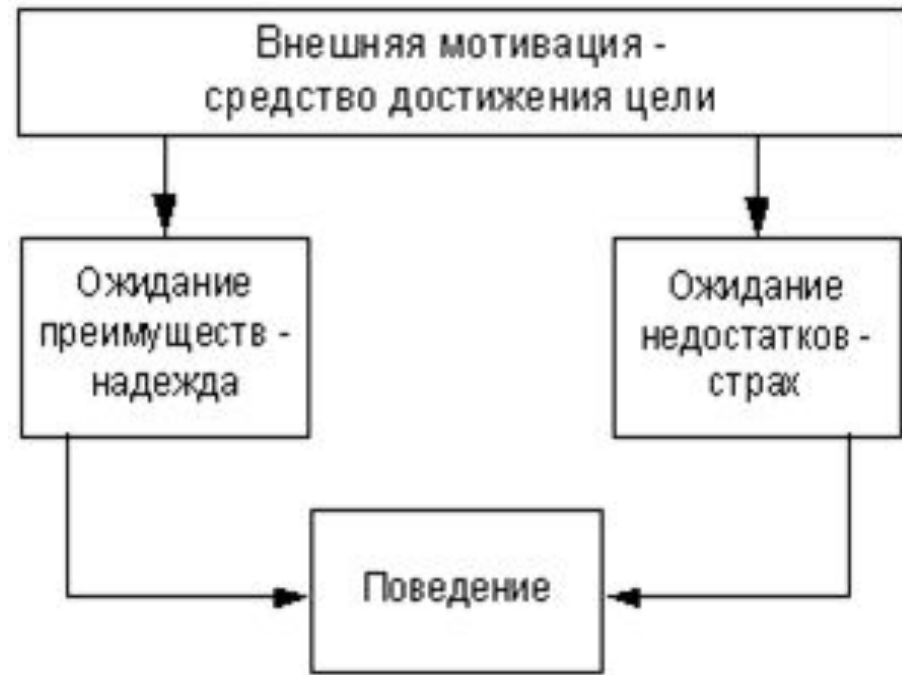 Внешняя мотивация -
средство достижения цели
Ожидание
преимуществ -
надежда
Ожидание
недостатков -
страх
Поведение